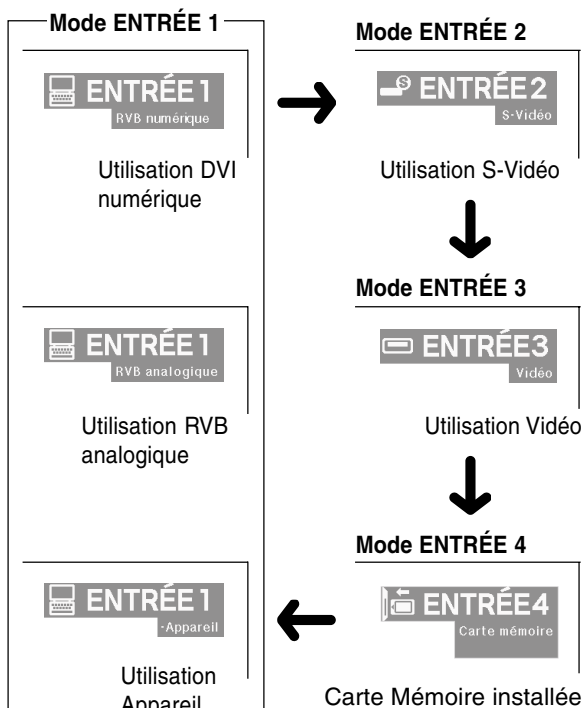 Mode ENTRÉE 1
ENTRÉE 1
RVB numérique
Utilisation DVI
numérique
ENTRÉE 1
RVB analogique
Utilisation RVB
analogique
ENTRÉE 1
-Appareil
Utilisation
Appareil
Mode ENTRÉE 2
S
ENTRÉE2
S-Vidéo
Utilisation S-Vidéo
Mode ENTRÉE 3
ENTRÉE3
Vidéo
Utilisation Vidéo
Mode ENTRÉE 4
ENTRÉE4
Carte mémoire
Carte Mémoire installée